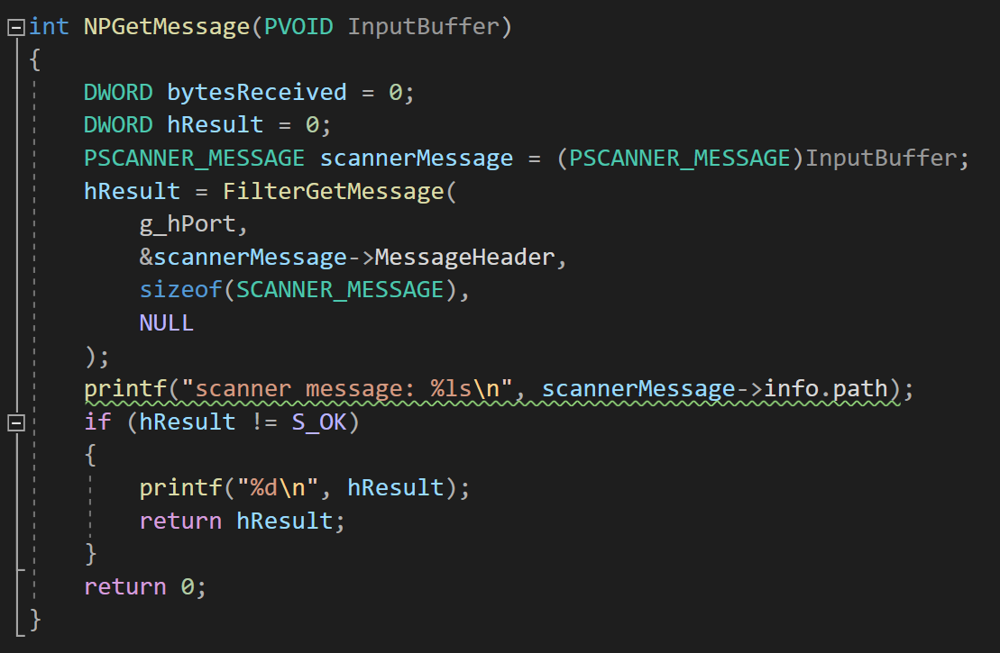 int NPGetMessage(PVOID InputBuffer)
{
    DWORD bytesReceived = 0;
    DWORD hResult = 0;
    PSCANNER_MESSAGE scannerMessage = (PSCANNER_MESSAGE)InputBuffer;
    hResult = FilterGetMessage(
        g_hPort,
        &scannerMessage->MessageHeader,
        sizeof(SCANNER_MESSAGE),
        NULL
    );
    printf("scanner message: %ls\n", scannerMessage->info.path);
    if (hResult != S_OK)
    {
        printf("%d\n", hResult);
        return hResult;
    }
    return 0;
}